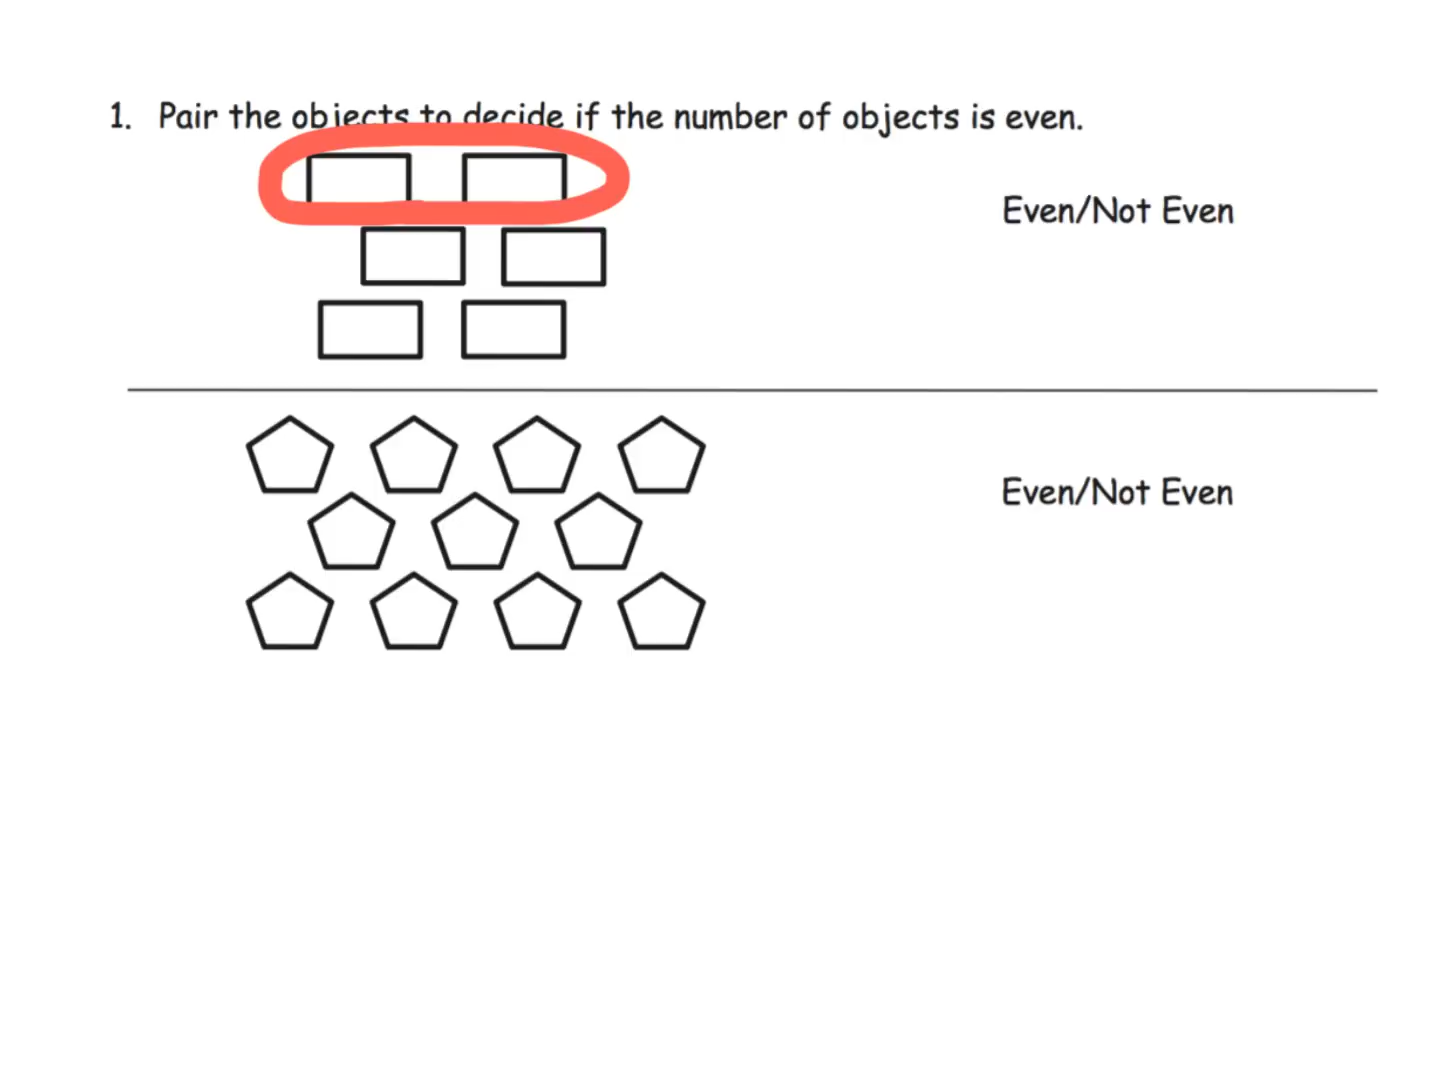 1. Pair the objects to decide if the number of objects is even.
Even/Not Even
Even/Not Even